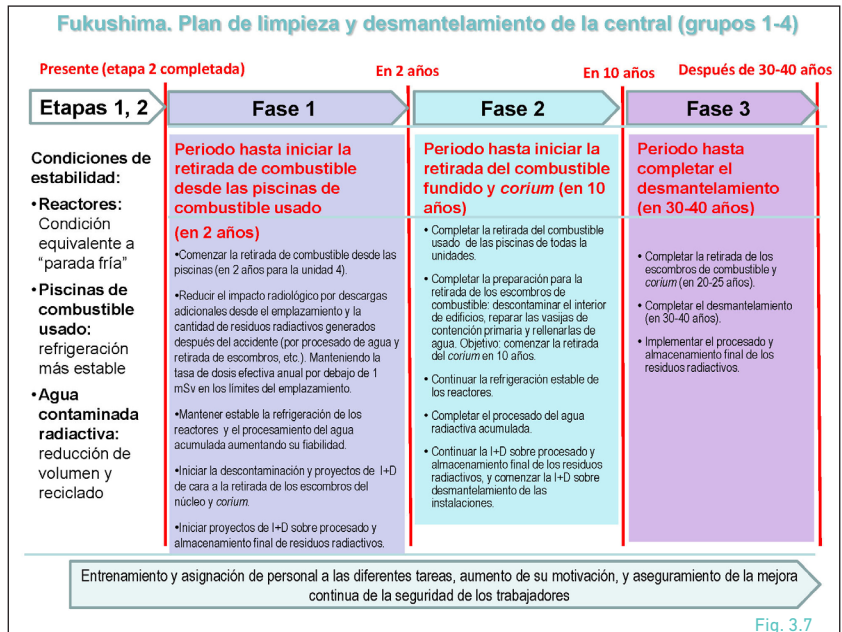 Fukushima. Plan de limpieza y desmantelamiento de la central (grupos 1-4)
Presente (etapa 2 completada)
En 2 años
En 10 años
Después de 30-40 años
Etapas 1, 2
Fase 1
Fase 2
Fase 3
Condiciones de
estabilidad:
•Reactores:
Condición
equivalente a
“parada fría”
•Piscinas de
combustible
usado:
refrigeración
más estable
•Agua
contaminada
radiactiva:
reducción de
volumen y
reciclado
Periodo hasta iniciar la
retirada de combustible
desde las piscinas de
combustible usado
(en 2 años)
•Comenzar la retirada de combustible desde las
piscinas (en 2 años para la unidad 4).
•Reducir el impacto radiológico por descargas
adicionales desde el emplazamiento y la
cantidad de residuos radiactivos generados
después del accidente (por procesado de agua y
retirada de escombros, etc.). Manteniendo la
tasa de dosis efectiva anual por debajo de 1
mSv en los límites del emplazamiento.
•Mantener estable la refrigeración de los
reactores y el procesamiento del agua
acumulada aumentando su fiabilidad.
•Iniciar la descontaminación y proyectos de I+D
de cara a la retirada de los escombros del
núcleo y corium.
•Iniciar proyectos de I+D sobre procesado y
almacenamiento final de residuos radiactivos.
Periodo hasta iniciar la
retirada del combustible
fundido y corium (en 10
años)
• Completar la retirada del combustible
usado de las piscinas de todas la
unidades.
• Completar la preparación para la
retirada de los escombros de
combustible: descontaminar el interior
de edificios, reparar las vasijas de
contención primaria y rellenarlas de
agua. Objetivo: comenzar la retirada
del corium en 10 años.
• Continuar la refrigeración estable de
los reactores.
• Completar el procesado del agua
radiactiva acumulada.
• Continuar la I+D sobre procesado y
almacenamiento final de los residuos
radiactivos, y comenzar la I+D sobre
desmantelamiento de las
instalaciones.
Periodo hasta
completar el
desmantelamiento
(en 30-40 años)
• Completar la retirada de los
escombros de combustible y
corium (en 20-25 años).
• Completar el desmantelamiento
(en 30-40 años).
• Implementar el procesado y
almacenamiento final de los
residuos radiactivos.
Entrenamiento y asignación de personal a las diferentes tareas, aumento de su motivación, y aseguramiento de la mejora
continua de la seguridad de los trabajadores
Fig. 3.7